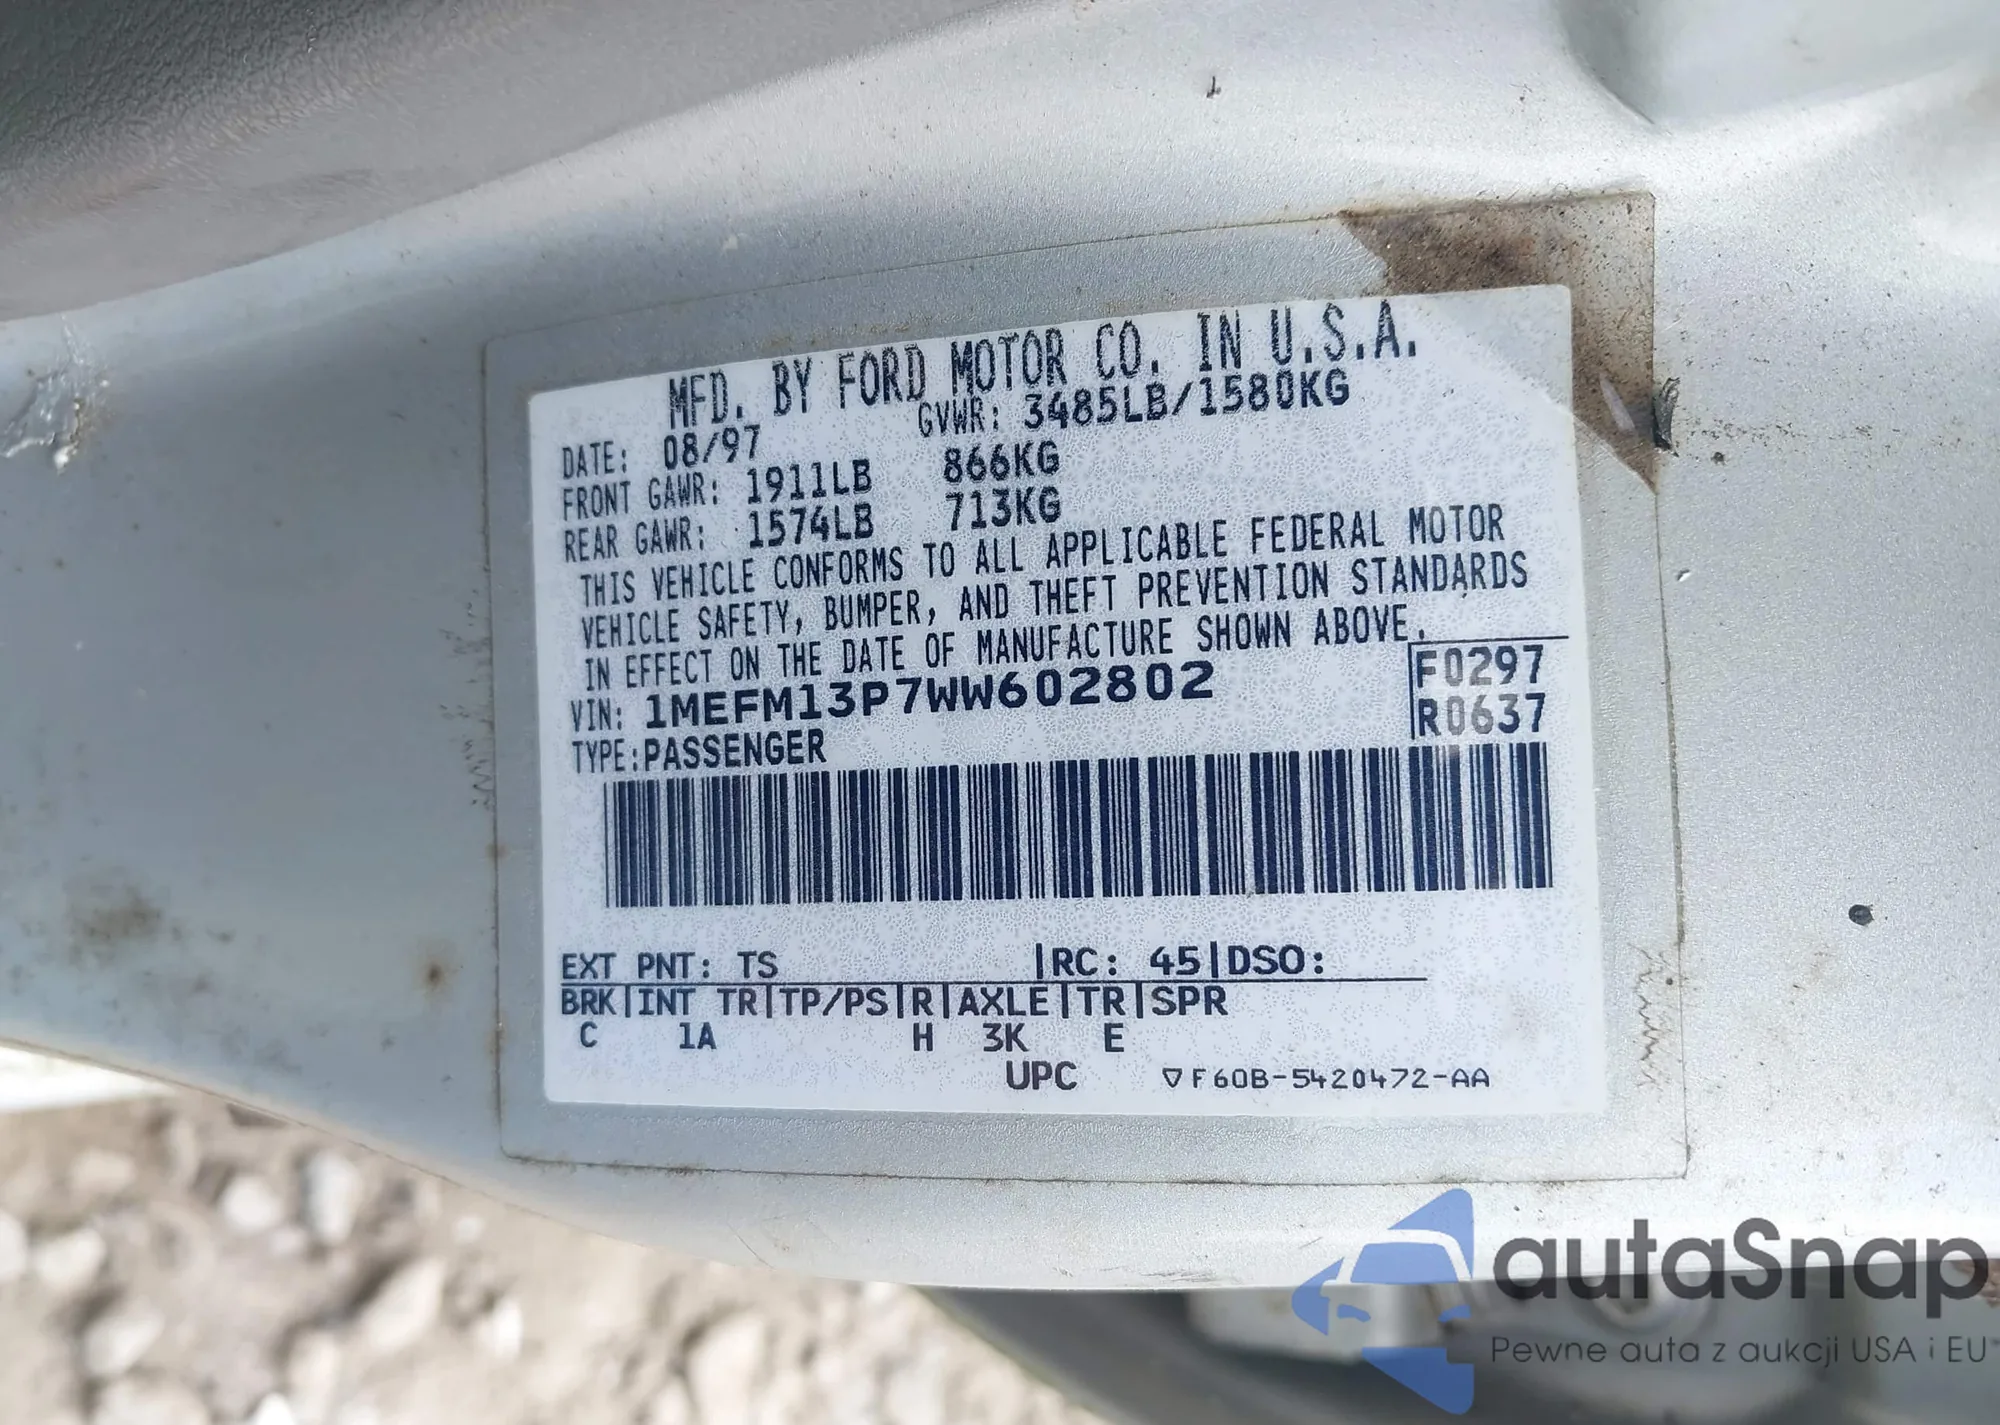 MFD. BY FORD MOTOR CO. IN U.S.A.
DATE: 08/97 GVWR: 3485LB/1580KG
FRONT GAWR: 1911LB 866KG
REAR GAWR: 1574LB 713KG
THIS VEHICLE CONFORMS TO ALL APPLICABLE FEDERAL MOTOR
VEHICLE SAFETY, BUMPER, AND THEFT PREVENTION STANDARDS
IN EFFECT ON THE DATE OF MANUFACTURE SHOWN ABOVE.
VIN: 1MEFM13P7WW602802 F0297
TYPE:PASSENGER R0637
EXT PNT: TS |RC: 45|DSO:
BRK|INT TR|TP/PS|R|AXLE|TR|SPR
C 1A H 3K E
UPC ▽F60B-5420472-AA
autaSnap
Pewne auta z aukcji USA i EU